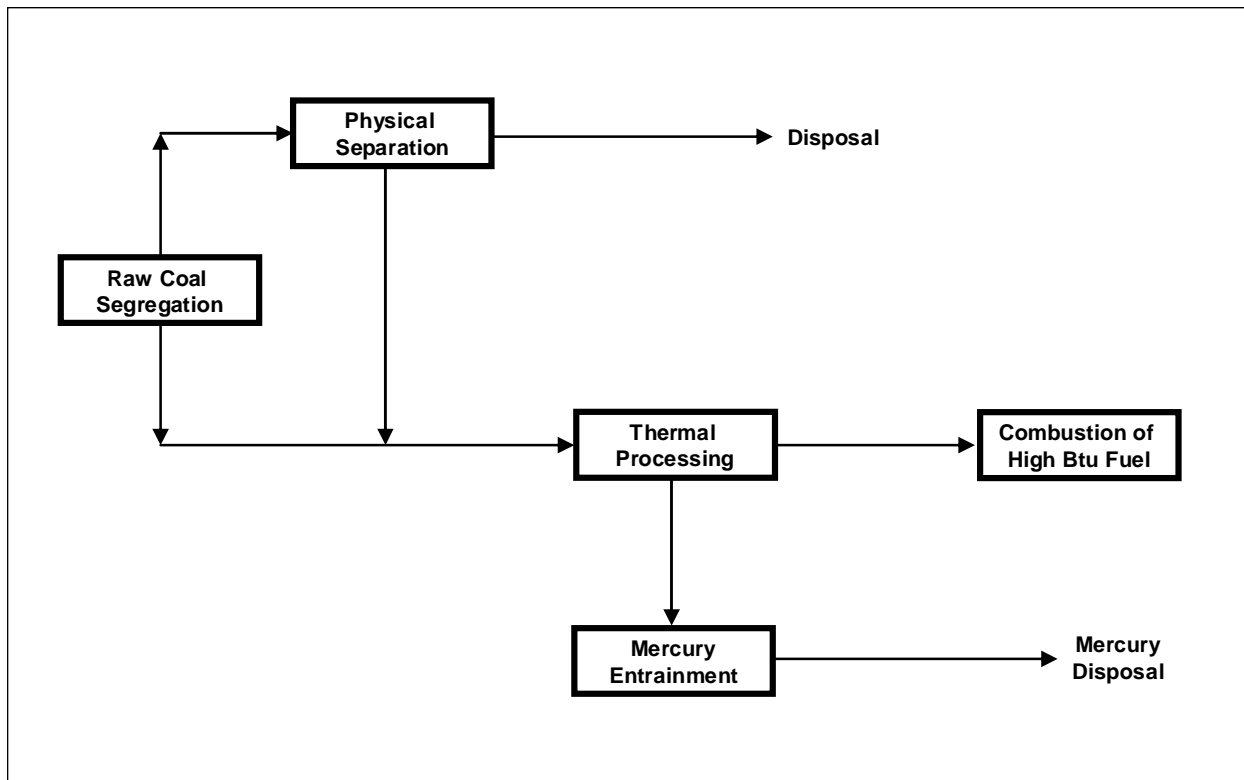 Physical
Separation
Disposal
Raw Coal
Segregation
Thermal
Processing
Combustion of
High Btu Fuel
Mercury
Entrainment
Mercury
Disposal